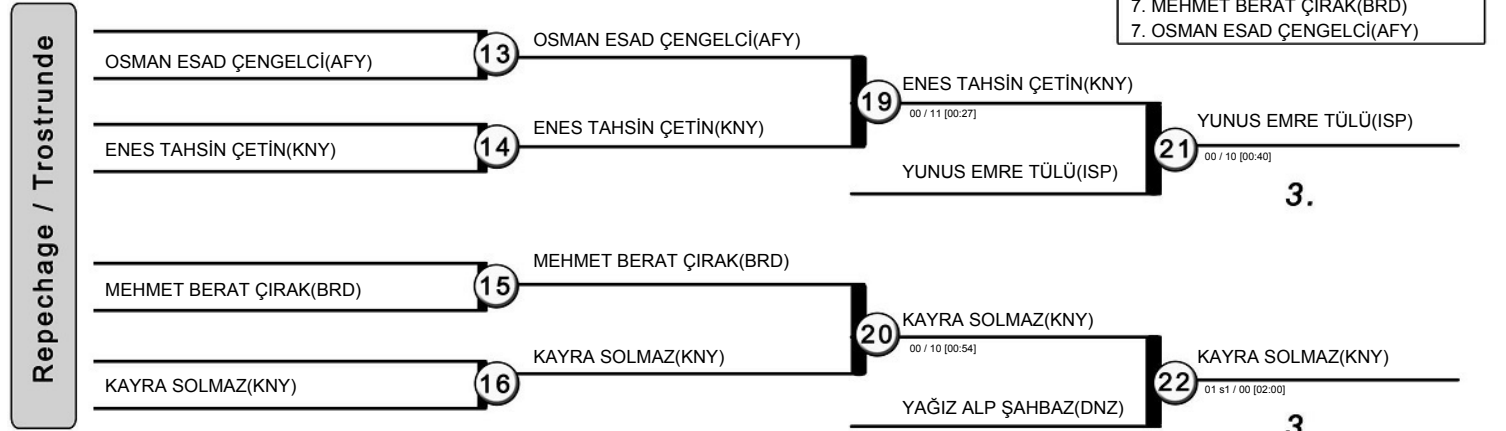 7. MEHMET BERAT ÇIRAK(BRD)
7. OSMAN ESAD ÇENGELCİ(AFY)
Repechage / Trostrunde
OSMAN ESAD ÇENGELCİ(AFY)
13
OSMAN ESAD ÇENGELCİ(AFY)
ENES TAHSİN ÇETİN(KNY)
14
ENES TAHSİN ÇETİN(KNY)
19
ENES TAHSİN ÇETİN(KNY)
00 / 11 [00:27]
YUNUS EMRE TÜLÜ(ISP)
21
YUNUS EMRE TÜLÜ(ISP)
00 / 10 [00:40]
3.
MEHMET BERAT ÇIRAK(BRD)
15
MEHMET BERAT ÇIRAK(BRD)
KAYRA SOLMAZ(KNY)
16
KAYRA SOLMAZ(KNY)
20
KAYRA SOLMAZ(KNY)
00 / 10 [00:54]
YAĞIZ ALP ŞAHBAZ(DNZ)
22
KAYRA SOLMAZ(KNY)
01 s1 / 00 [02:00]
3